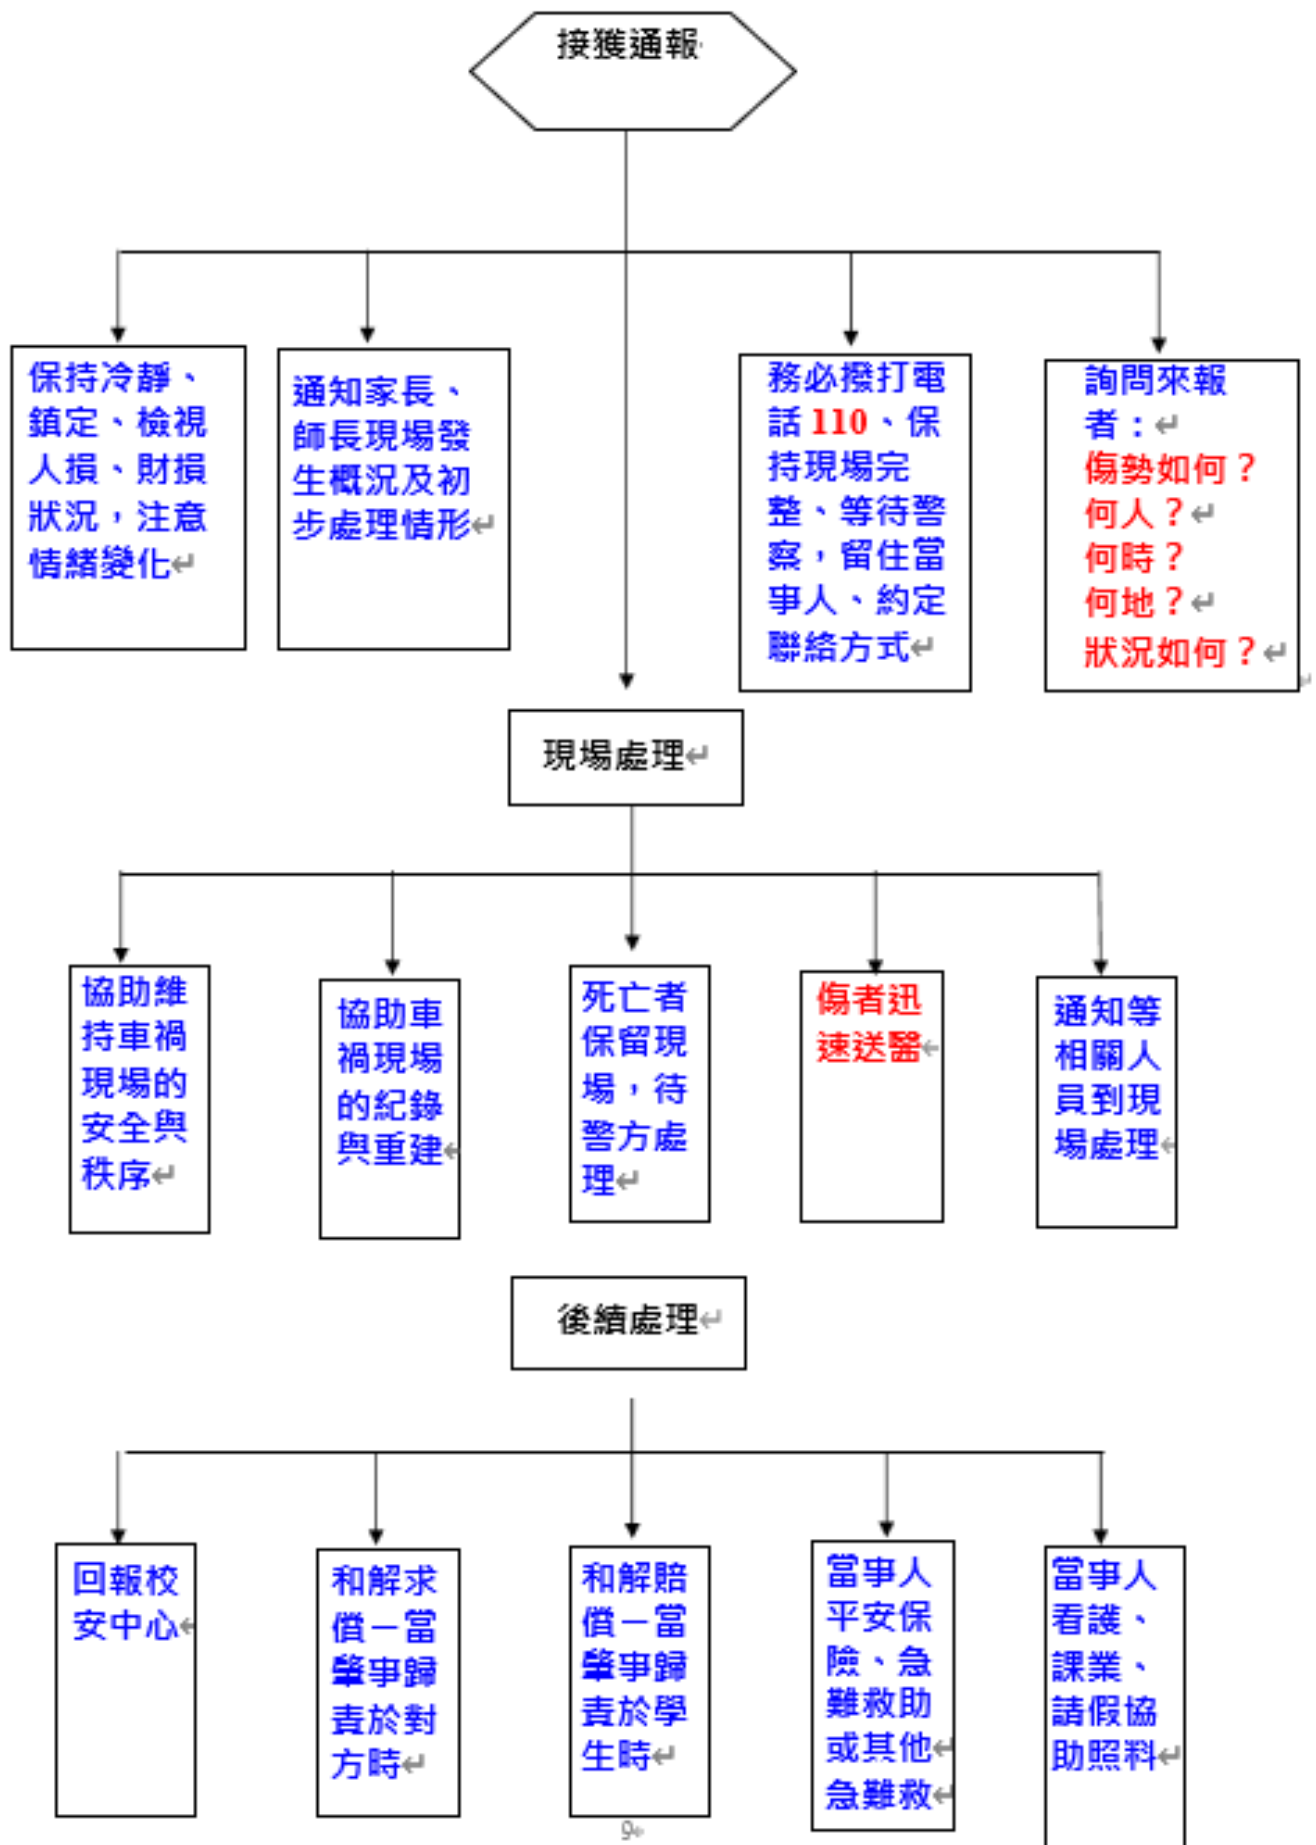 接獲通報
保持冷靜、
鎮定、檢視
人損、財損
狀況，注意
情緒變化
通知家長、
師長現場發
生概況及初
步處理情形
務必撥打電
話110、保
持現場完
整、等待警
察，留住當
事人、約定
聯絡方式
詢問來報
者：
傷勢如何？
何人？
何時？
何地？
狀況如何？
現場處理
協助維
持車禍
現場的
安全與
秩序
協助車
禍現場
的紀錄
與重建
死亡者
保留現
場，待
警方處
理
傷者迅
速送醫
通知等
相關人
員到現
場處理
後續處理
回報校
安中心
和解求
償－當
肇事歸
責於對
方時
和解賠
償－當
肇事歸
責於學
生時
當事人
平安保
險、急
難救助
或其他
急難救
當事人
看護、
課業、
請假協
助照料
9